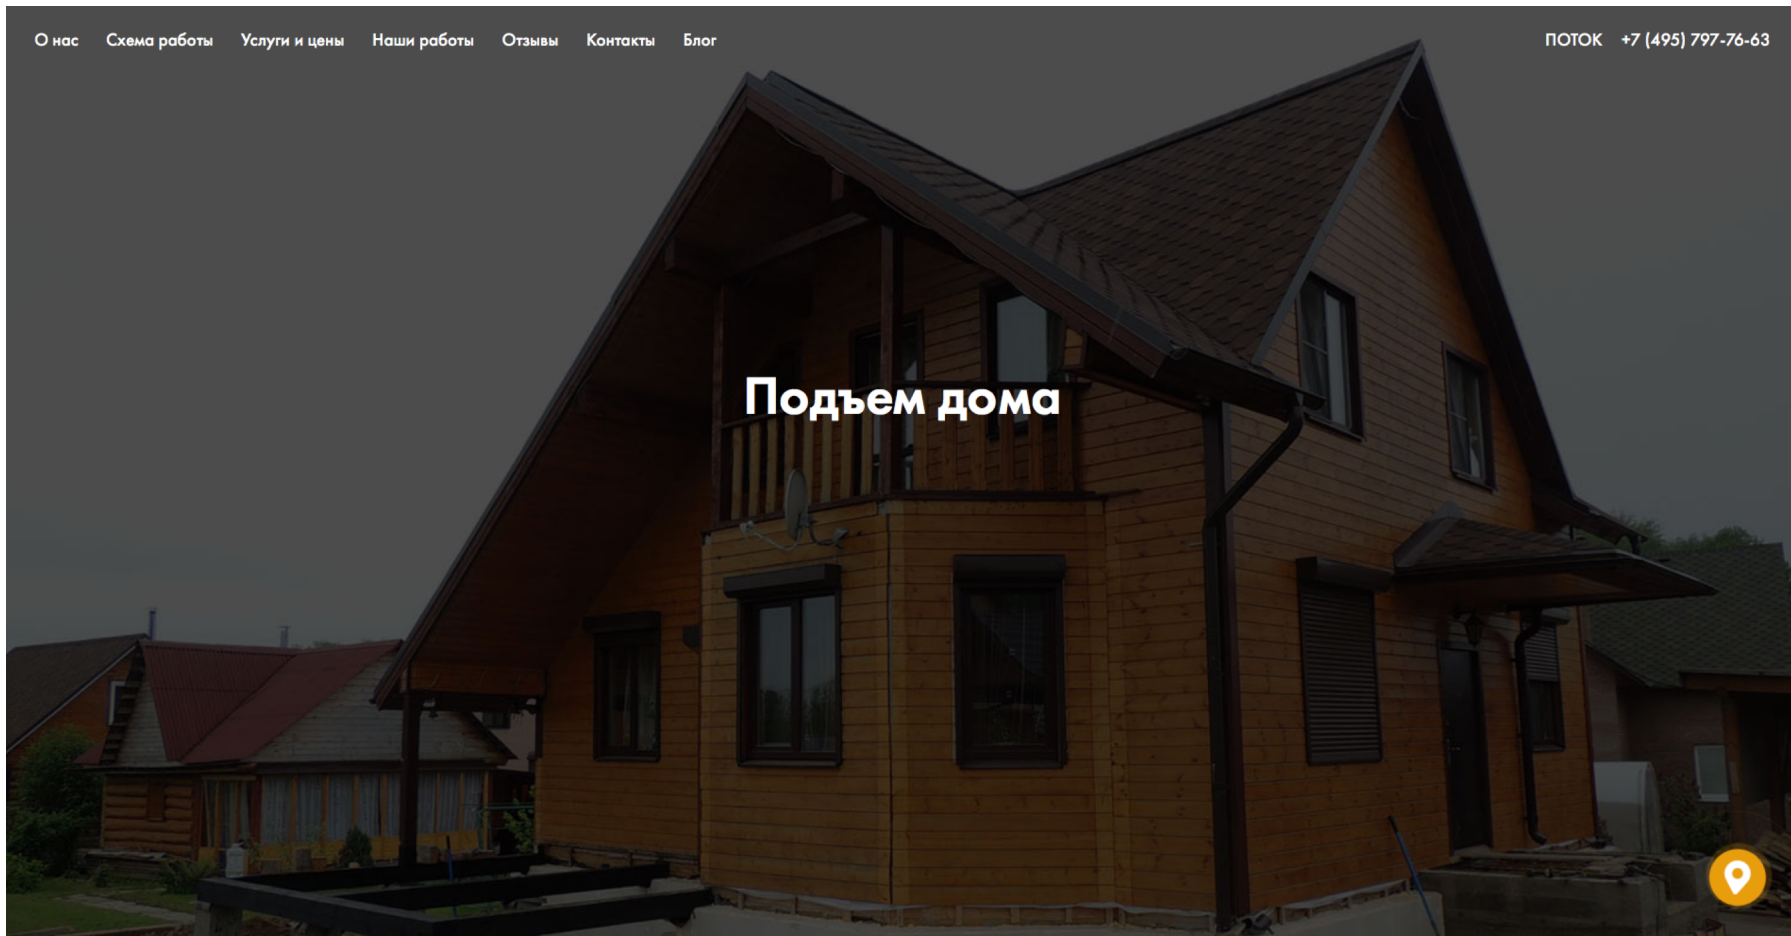 О нас Схема работы Услуги и цены Наши работы Отзывы Контакты Блог ПОТОК +7 (495) 797-76-63
Подъем дома